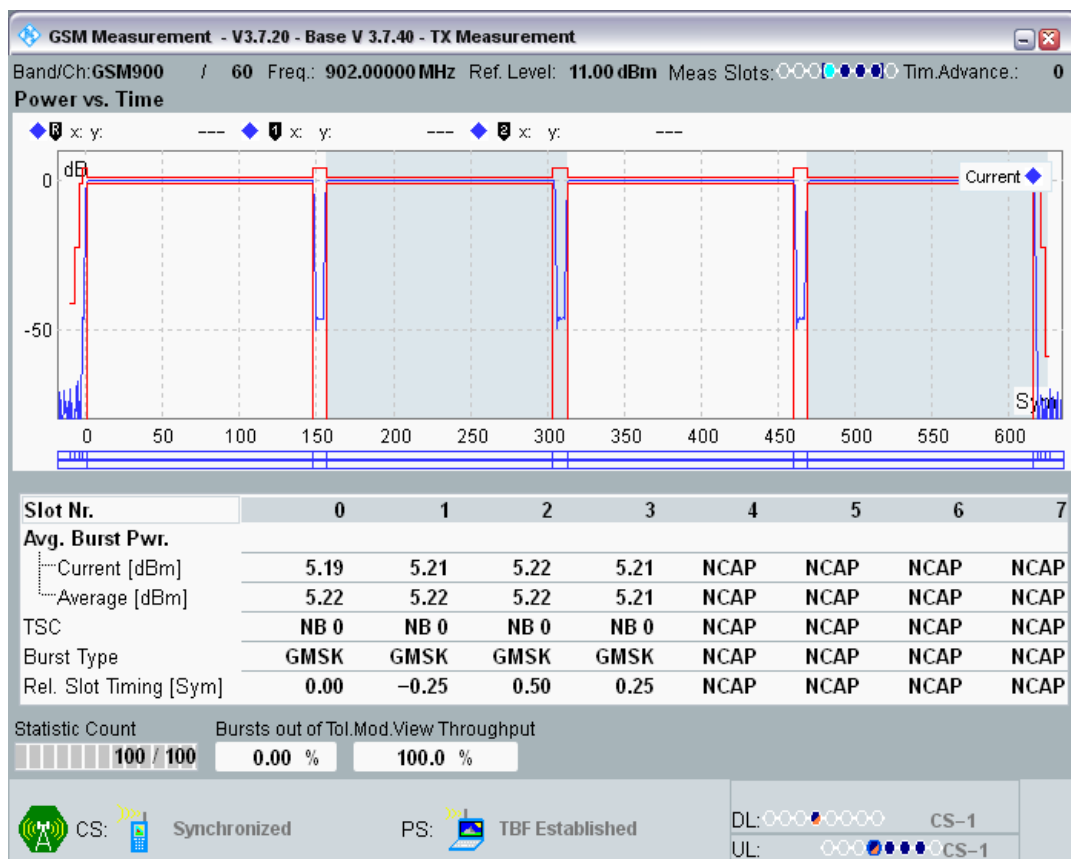 GSM Measurement - V3.7.20 - Base V 3.7.40 - TX Measurement
Band/Ch:GSM900 / 60 Freq.: 902.00000 MHz Ref. Level: 11.00 dBm Meas Slots: Tim.Advance.: 0
Power vs. Time
R x: y: --- 1 x: y: --- 2 x: y: ---
dB
Current
0
-50
Sym
0 50 100 150 200 250 300 350 400 450 500 550 600
Slot Nr. 0 1 2 3 4 5 6 7
Avg. Burst Pwr.
Current [dBm] 5.19 5.21 5.22 5.21 NCAP NCAP NCAP NCAP
Average [dBm] 5.22 5.22 5.22 5.21 NCAP NCAP NCAP NCAP
TSC NB 0 NB 0 NB 0 NB 0 NCAP NCAP NCAP NCAP
Burst Type GMSK GMSK GMSK GMSK NCAP NCAP NCAP NCAP
Rel. Slot Timing [Sym] 0.00 −0.25 0.50 0.25 NCAP NCAP NCAP NCAP
Statistic Count Bursts out of Tol.Mod.View Throughput
100 / 100 0.00 % 100.0 %
CS: Synchronized PS: TBF Established DL: CS−1
UL: CS−1